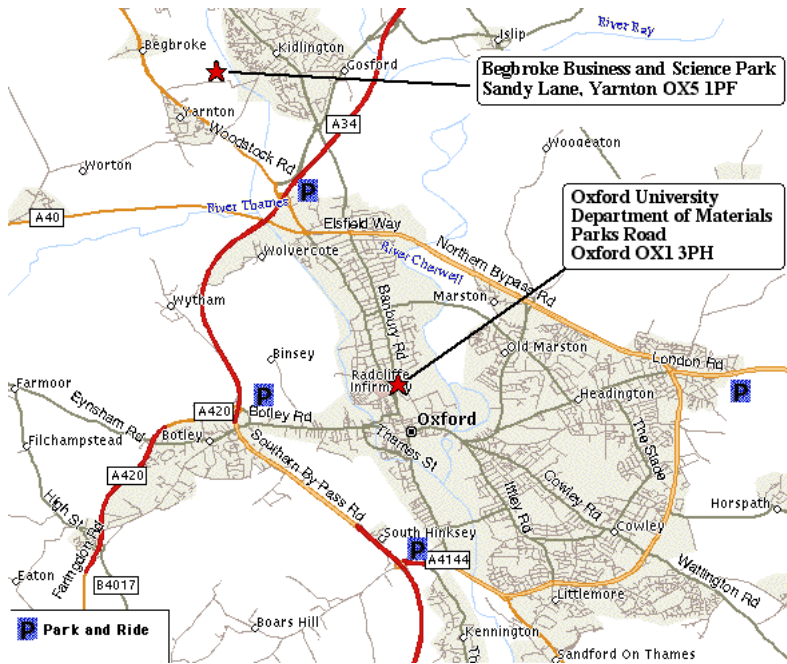 Islip
River Ray
Begbroke
Kidlington
Gosford
Begbroke Business and Science Park
Sandy Lane, Yarnton OX5 1PF
Yarnton
A34
Woodstock Rd
Woodeaton
Worton
P
Oxford University
Department of Materials
Parks Road
Oxford OX1 3PH
River Thames
A40
Elsfield Way
Wolvercote
River Cherwell
Northern Bypass Rd
Marston
Wytham
Banbury Rd
Binsey
Old Marston
London Rd
Radcliffe
Infirmary
Farmoor
Eynsham Rd
P
P
A420
Botley Rd
Headington
Oxford
Filchampstead
Botley
Thames St
The Slade
A420
Southern By Pass Rd
High St
Iffley Rd
Cowley Rd
Horspath
Faringdon Rd
South Hinksey
Cowley
P
A4144
Eaton
B4017
Watlington Rd
Littlemore
P Park and Ride
Boars Hill
Kennington
Th
Sandford On Thames